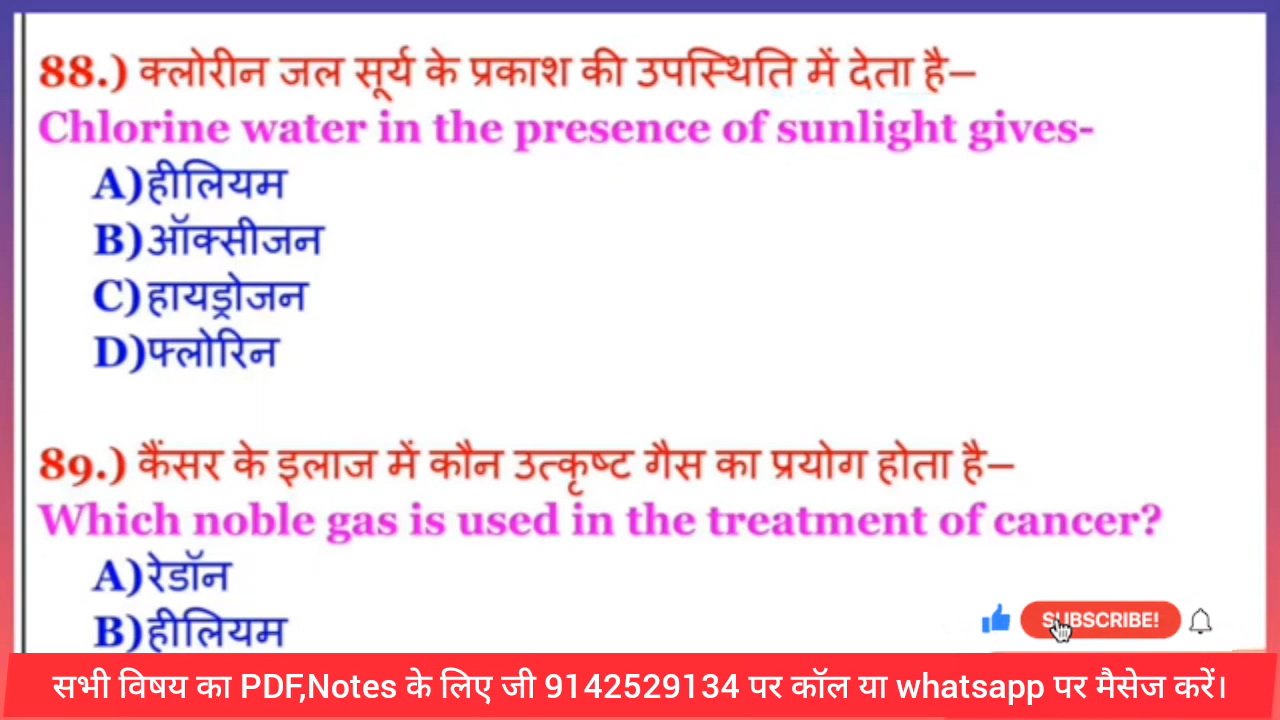 88.) क्लोरीन जल सूर्य के प्रकाश की उपस्थिति में देता है–
Chlorine water in the presence of sunlight gives-
A)हीलियम
B)ऑक्सीजन
C)हायड्रोजन
D)फ्लोरिन
89.) कैंसर के इलाज में कौन उत्कृष्ट गैस का प्रयोग होता है–
Which noble gas is used in the treatment of cancer?
A)रेडॉन
B)हीलियम
SUBSCRIBE!
सभी विषय का PDF,Notes के लिए जी 9142529134 पर कॉल या whatsapp पर मैसेज करें।